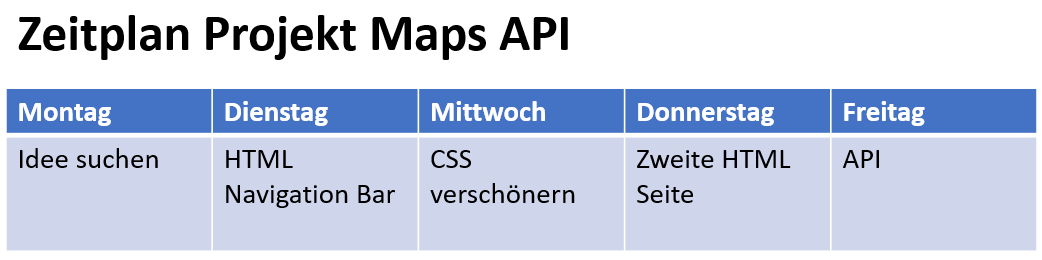 Zeitplan Projekt Maps API
Montag
Dienstag
Mittwoch
Donnerstag
Freitag
Idee suchen
HTML
Navigation Bar
CSS
verschönern
Zweite HTML
Seite
API